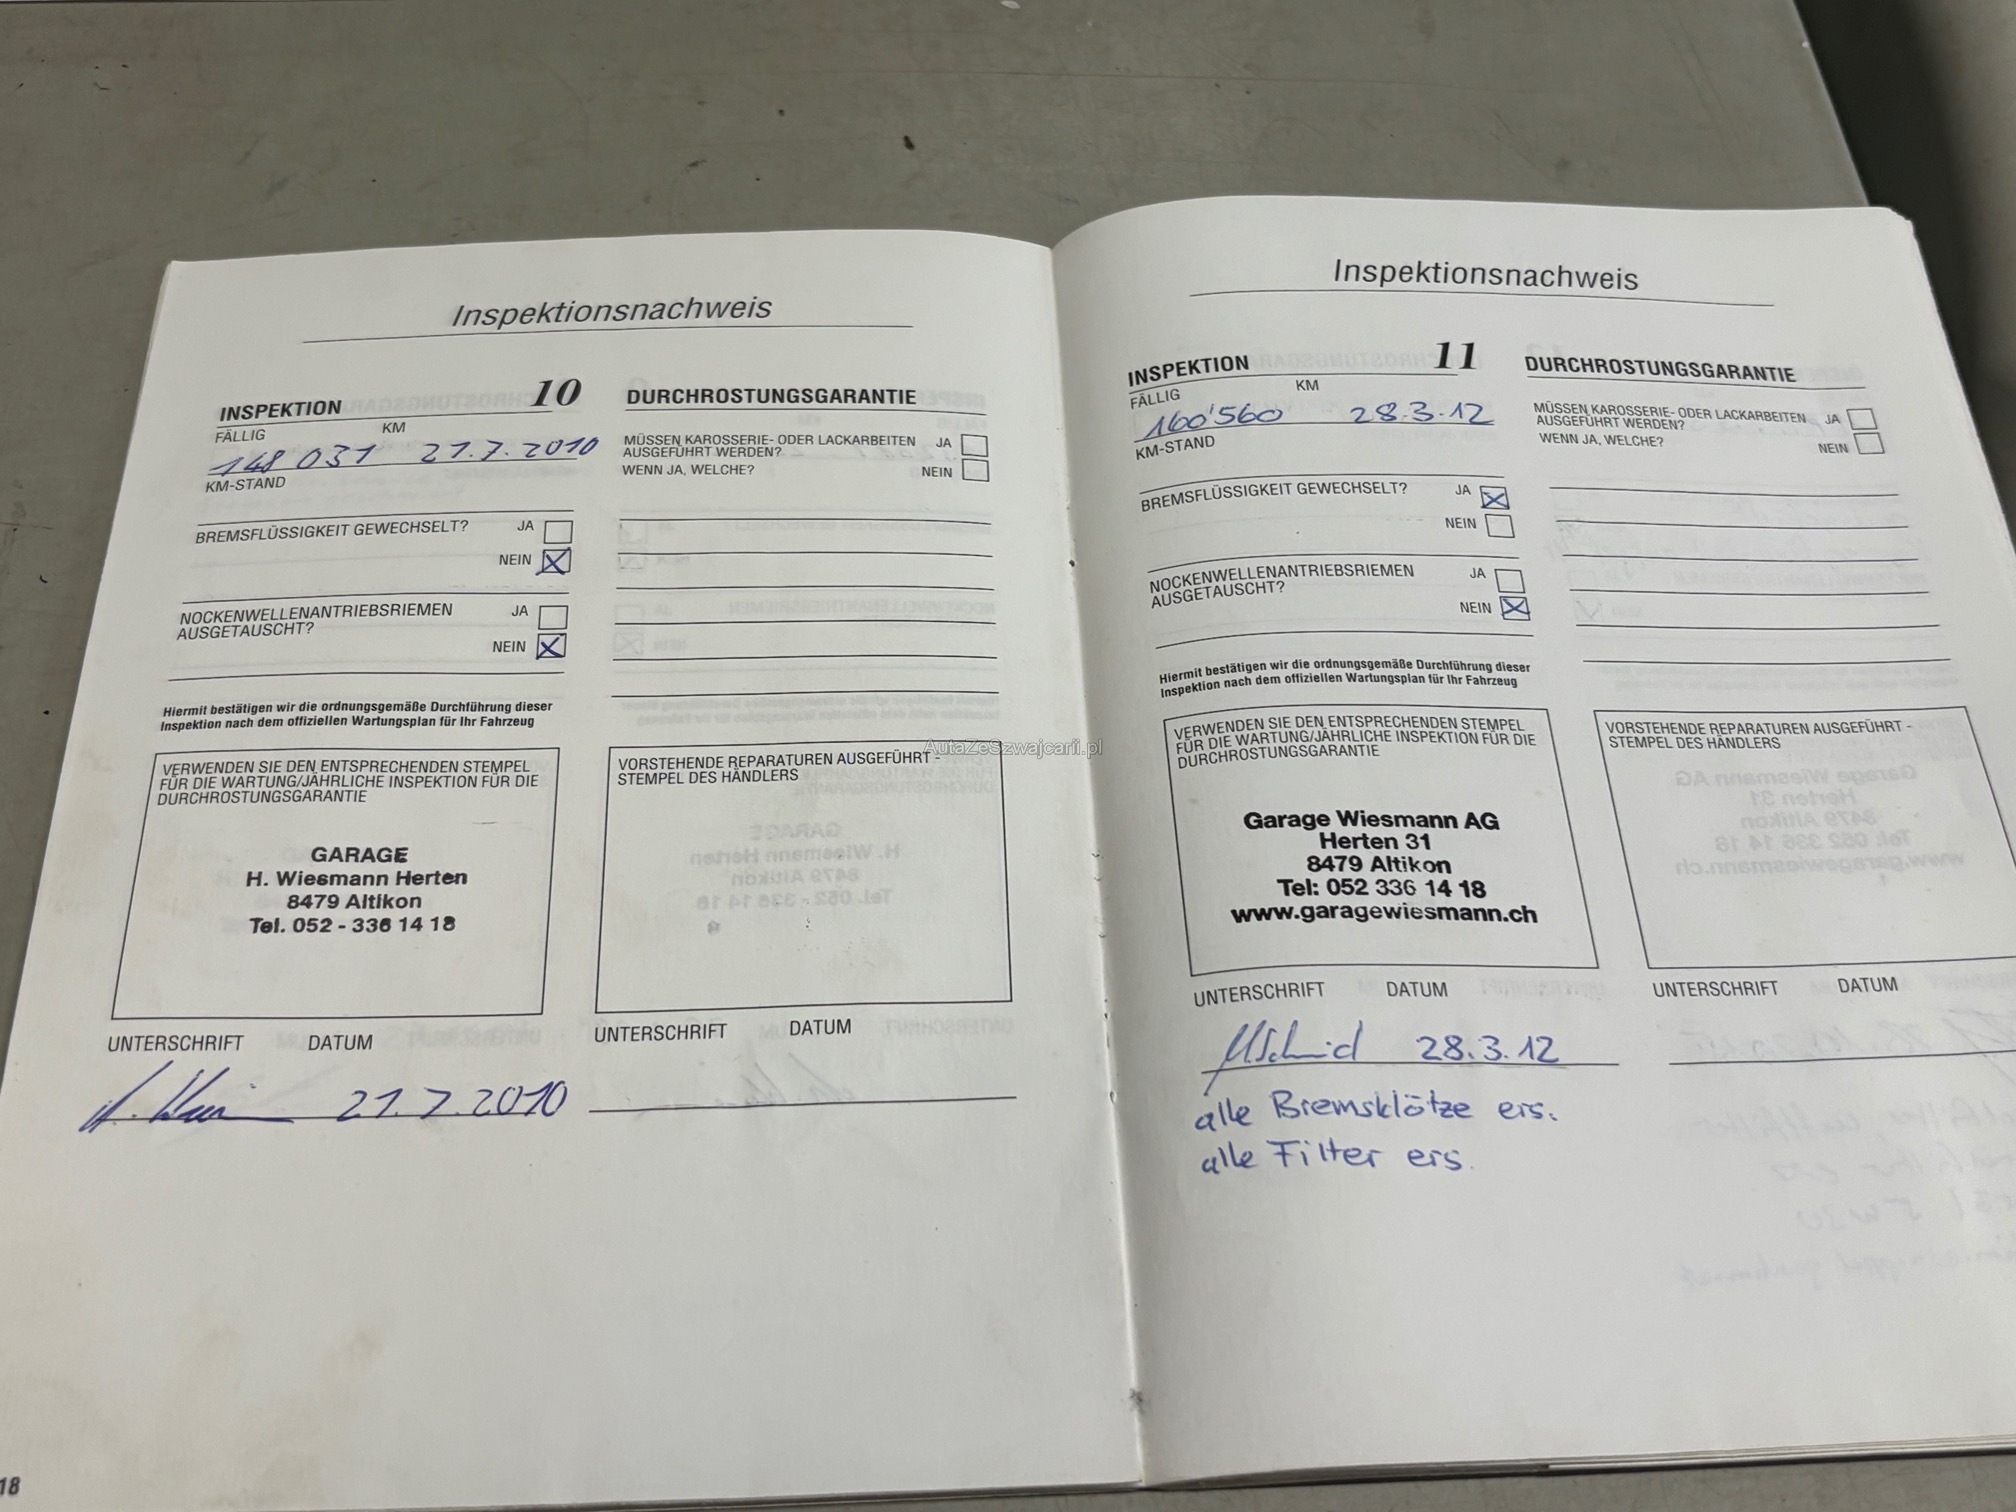 Inspektionsnachweis
INSPEKTION 10
FÄLLIG KM
148 031 21.7.2010
KM-STAND
BREMSFLÜSSIGKEIT GEWECHSELT? JA
NEIN
NOCKENWELLENANTRIEBSRIEMEN JA
AUSGETAUSCHT?
NEIN
Hiermit bestätigen wir die ordnungsgemäße Durchführung dieser
Inspektion nach dem offiziellen Wartungsplan für Ihr Fahrzeug
VERWENDEN SIE DEN ENTSPRECHENDEN STEMPEL
FÜR DIE WARTUNG/JÄHRLICHE INSPEKTION FÜR DIE
DURCHROSTUNGSGARANTIE
GARAGE
H. Wiesmann Herten
8479 Altikon
Tel. 052 - 336 14 18
UNTERSCHRIFT DATUM
21.7.2010
DURCHROSTUNGSGARANTIE
MÜSSEN KAROSSERIE- ODER LACKARBEITEN JA
AUSGEFÜHRT WERDEN?
WENN JA, WELCHE? NEIN
VORSTEHENDE REPARATUREN AUSGEFÜHRT -
STEMPEL DES HÄNDLERS
UNTERSCHRIFT DATUM
18
Inspektionsnachweis
INSPEKTION 11
FÄLLIG KM
160'560 28.3.12
KM-STAND
BREMSFLÜSSIGKEIT GEWECHSELT? JA
NEIN
NOCKENWELLENANTRIEBSRIEMEN JA
AUSGETAUSCHT?
NEIN
Hiermit bestätigen wir die ordnungsgemäße Durchführung dieser
Inspektion nach dem offiziellen Wartungsplan für Ihr Fahrzeug
VERWENDEN SIE DEN ENTSPRECHENDEN STEMPEL
FÜR DIE WARTUNG/JÄHRLICHE INSPEKTION FÜR DIE
DURCHROSTUNGSGARANTIE
Garage Wiesmann AG
Herten 31
8479 Altikon
Tel: 052 336 14 18
www.garagewiesmann.ch
UNTERSCHRIFT DATUM
MSchmid 28.3.12
alle Bremsklötze ers.
alle Filter ers.
DURCHROSTUNGSGARANTIE
MÜSSEN KAROSSERIE- ODER LACKARBEITEN JA
AUSGEFÜHRT WERDEN?
WENN JA, WELCHE? NEIN
VORSTEHENDE REPARATUREN AUSGEFÜHRT -
STEMPEL DES HÄNDLERS
UNTERSCHRIFT DATUM
AutaZeSzwajcarii.pl